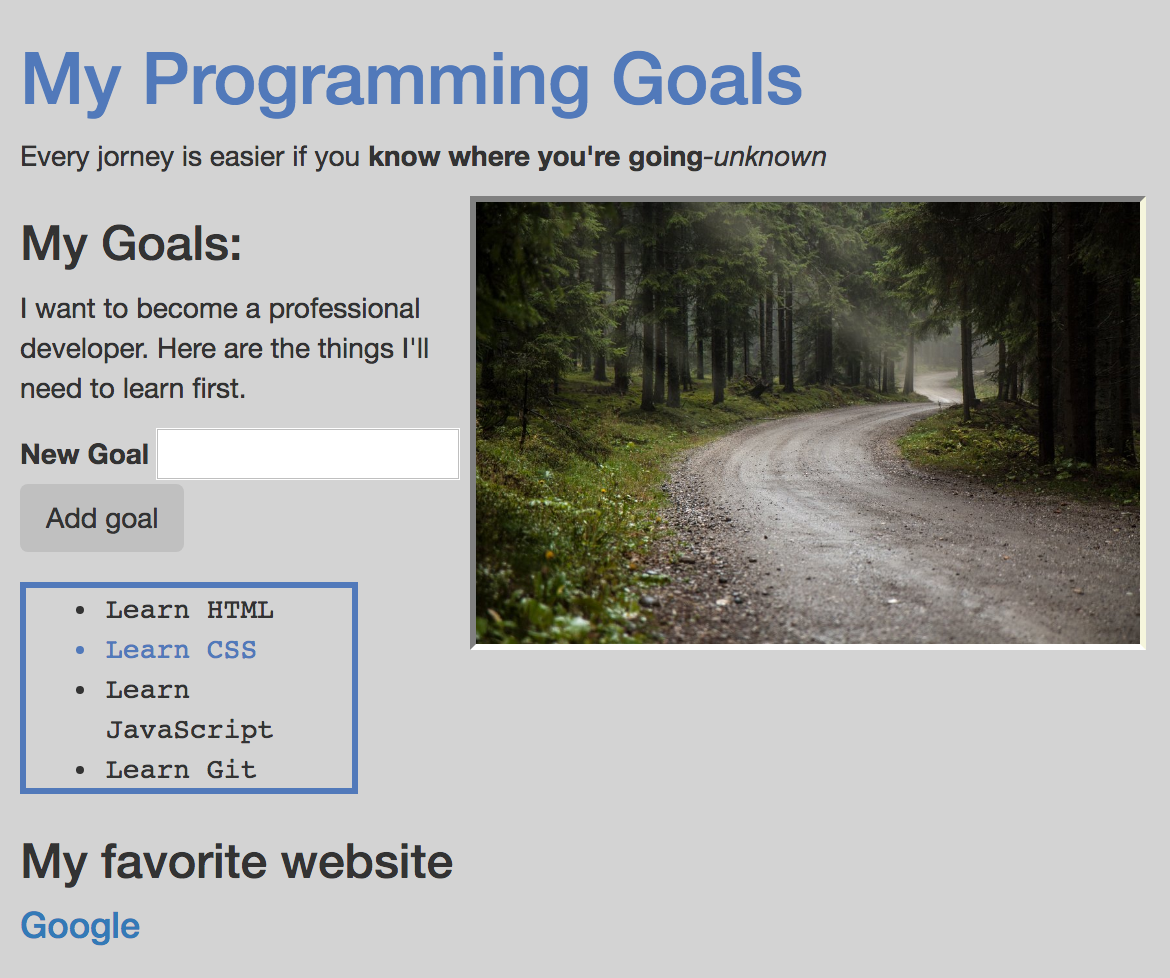 My Programming Goals
Every jorney is easier if you know where you're going-unknown
My Goals:
I want to become a professional
developer. Here are the things I'll
need to learn first.
New Goal
Add goal
• Learn HTML
• Learn CSS
• Learn
JavaScript
• Learn Git
My favorite website
Google